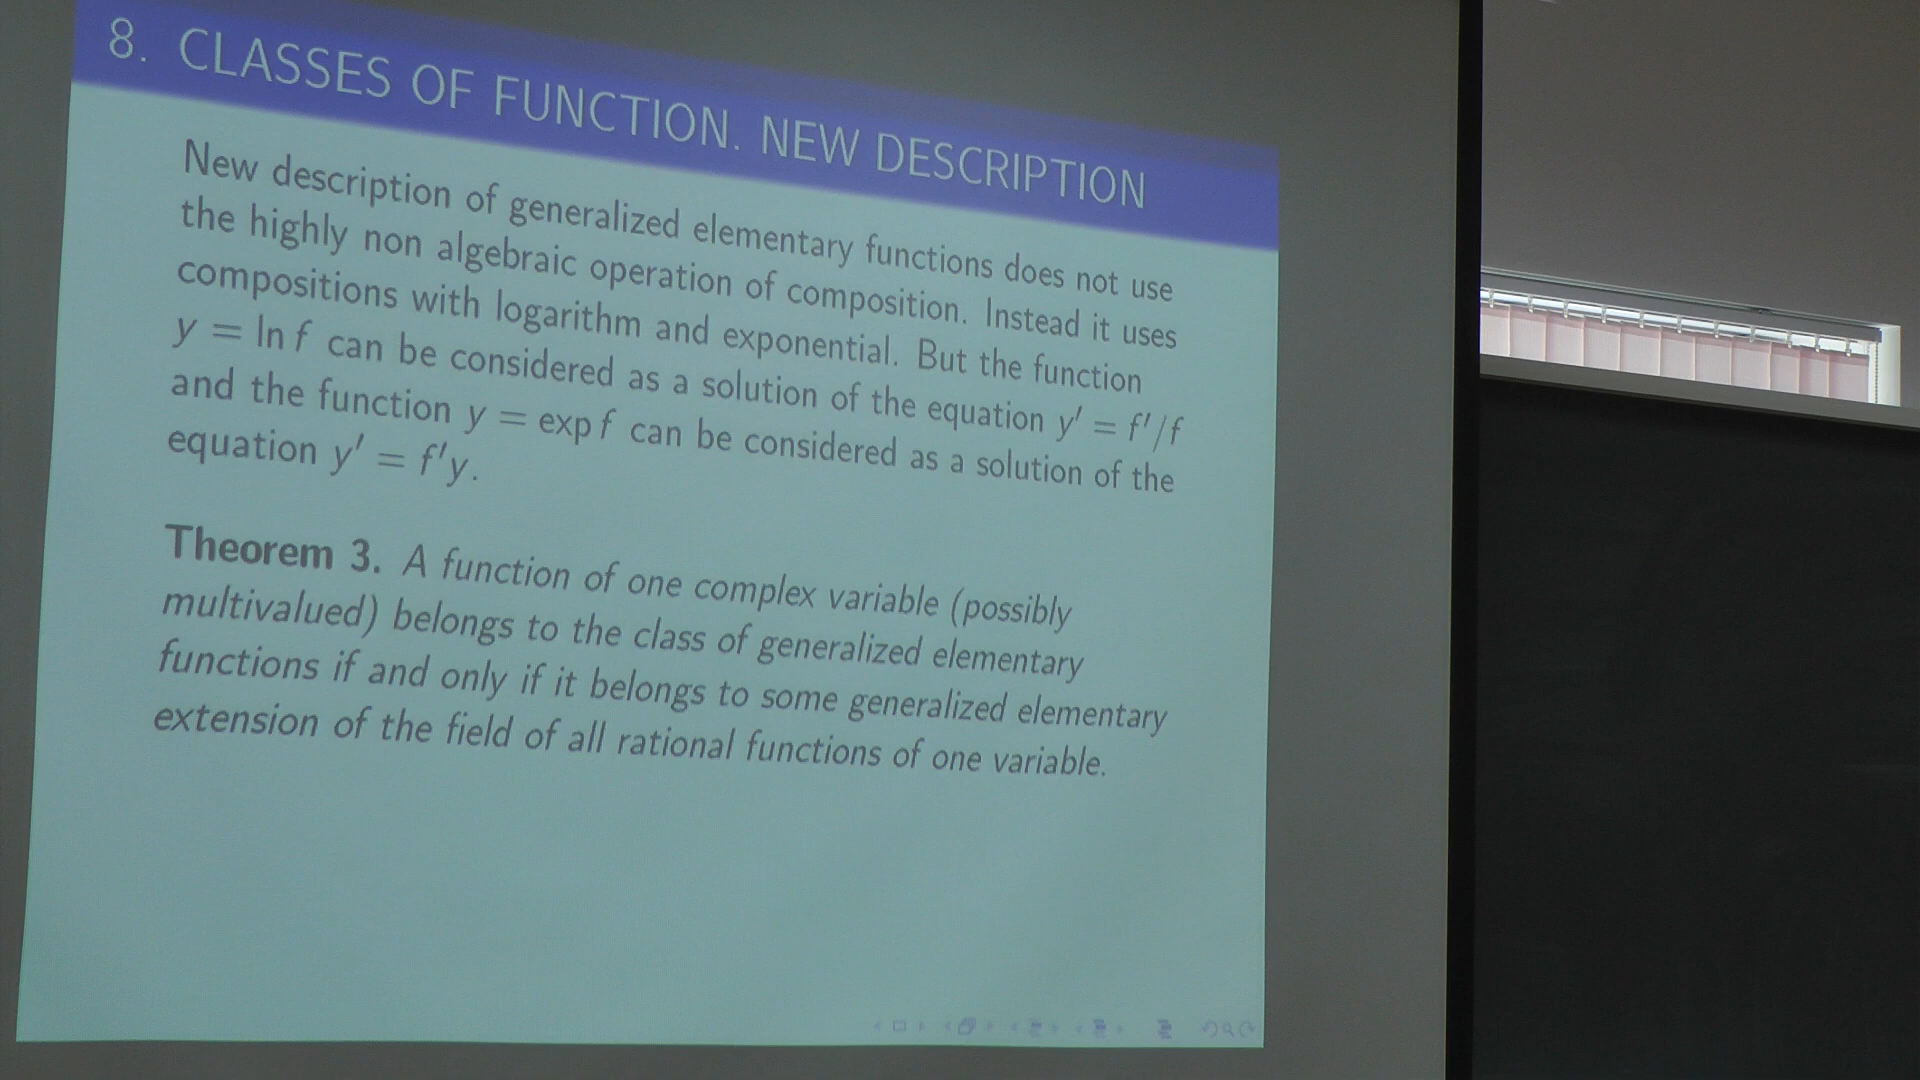 8. CLASSES OF FUNCTION. NEW DESCRIPTION
New description of generalized elementary functions does not use
the highly non algebraic operation of composition. Instead it uses
compositions with logarithm and exponential. But the function
y = ln f can be considered as a solution of the equation y′ = f′/f
and the function y = exp f can be considered as a solution of the
equation y′ = f′y.
Theorem 3. A function of one complex variable (possibly
multivalued) belongs to the class of generalized elementary
functions if and only if it belongs to some generalized elementary
extension of the field of all rational functions of one variable.